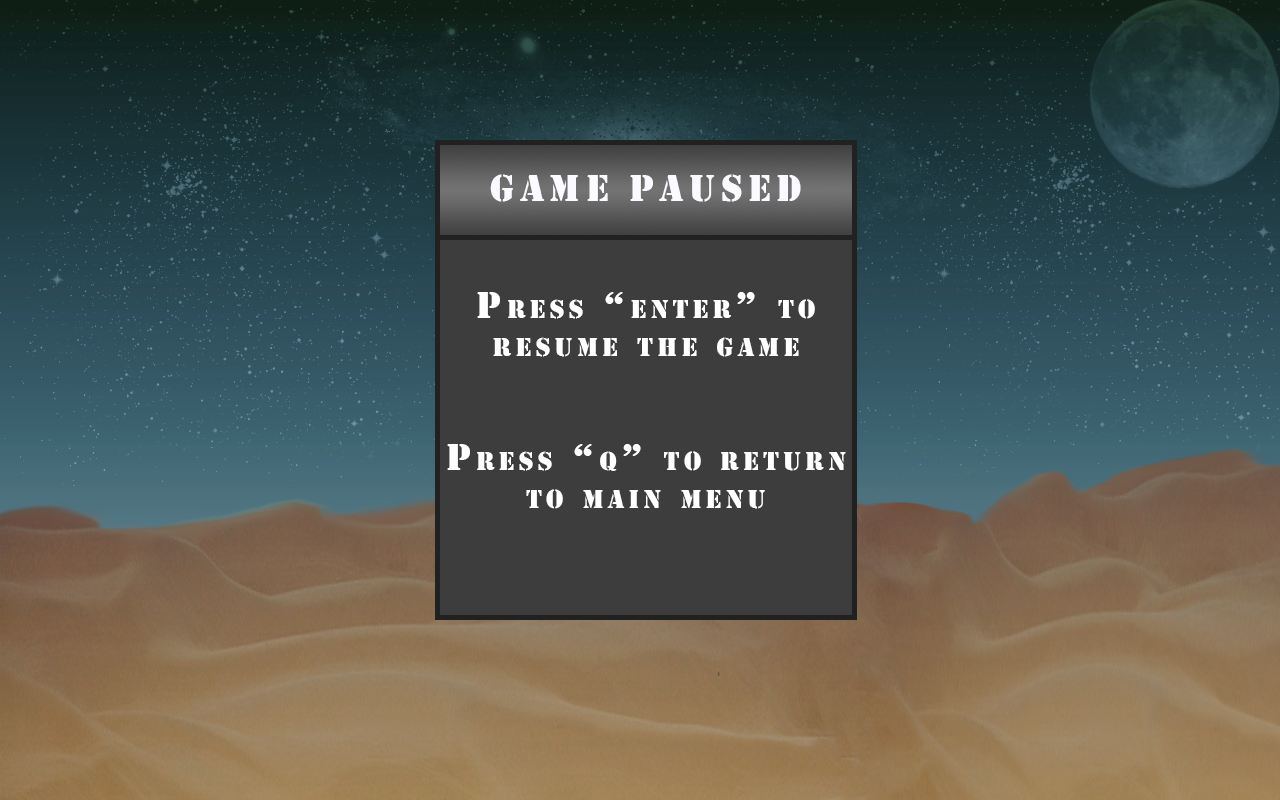 GAME PAUSED
Press “enter” to
resume the game
Press “q” to return
to main menu